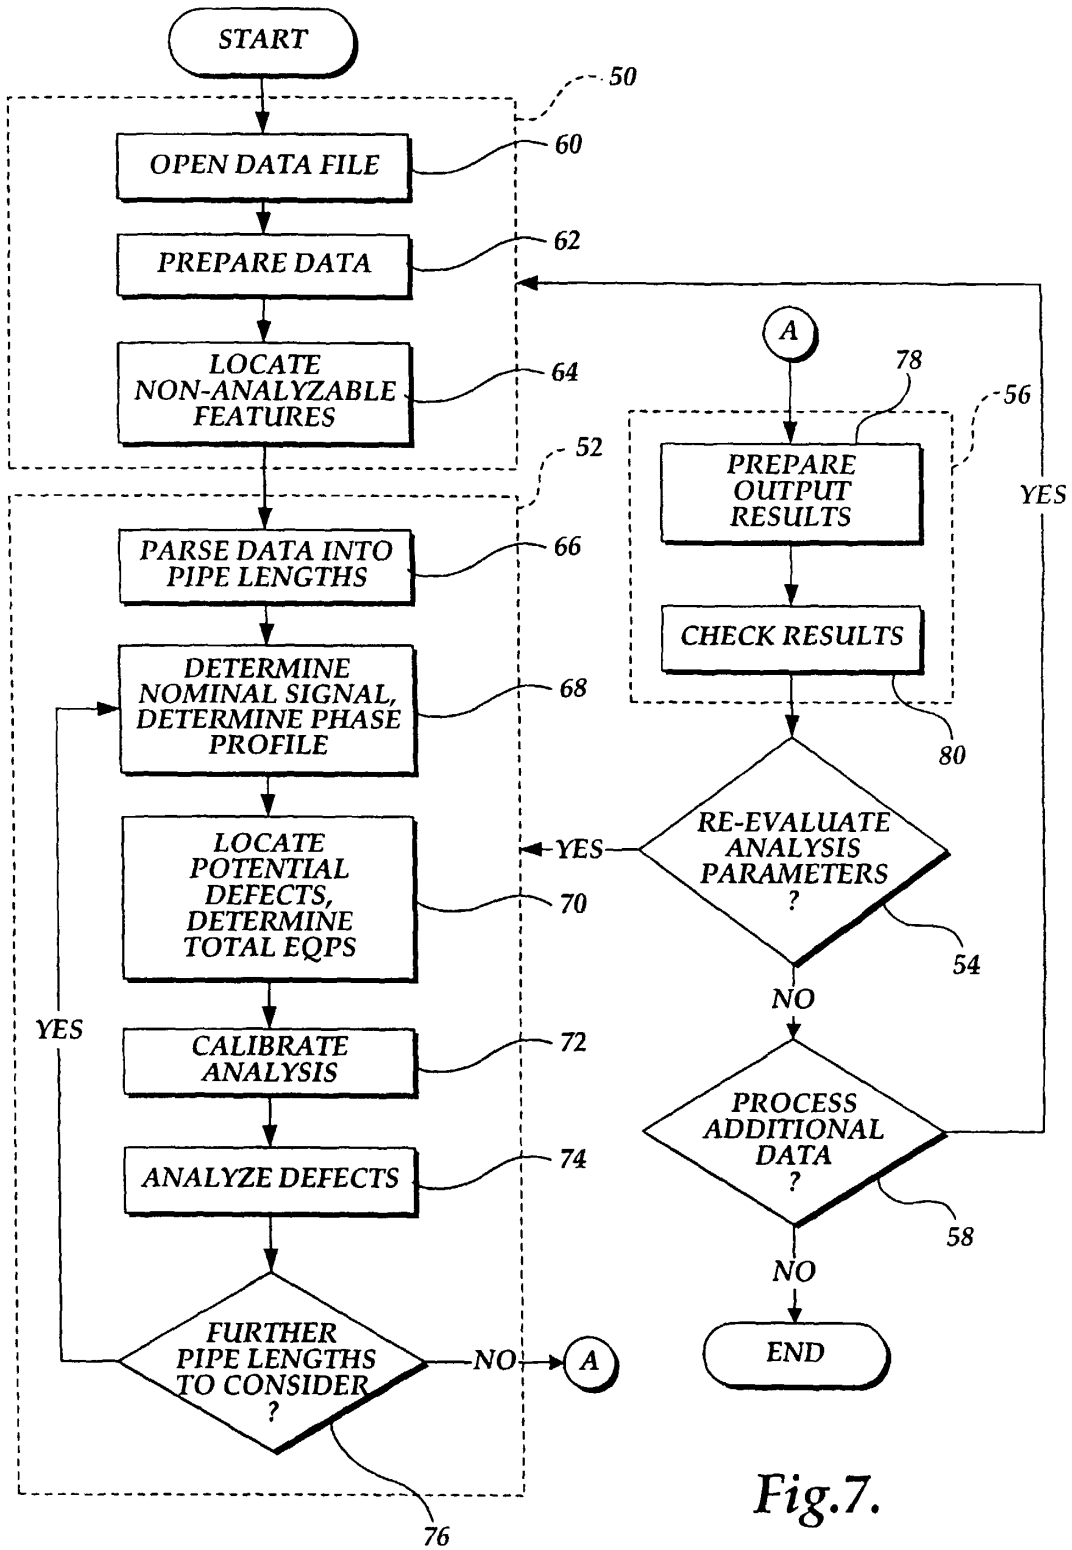 START
50
OPEN DATA FILE
60
PREPARE DATA
62
LOCATE
NON-ANALYZABLE
FEATURES
64
52
PARSE DATA INTO
PIPE LENGTHS
66
DETERMINE
NOMINAL SIGNAL,
DETERMINE PHASE
PROFILE
68
LOCATE
POTENTIAL
DEFECTS,
DETERMINE
TOTAL EQPS
70
YES
CALIBRATE
ANALYSIS
72
ANALYZE DEFECTS
74
FURTHER
PIPE LENGTHS
TO CONSIDER
?
NO
A
76
A
78
56
PREPARE
OUTPUT
RESULTS
YES
CHECK RESULTS
80
RE-EVALUATE
ANALYSIS
PARAMETERS
?
YES
54
NO
PROCESS
ADDITIONAL
DATA
?
58
NO
END
Fig.7.